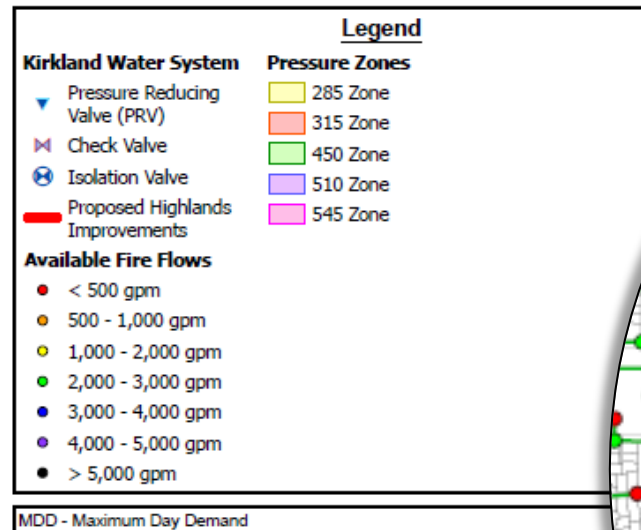 Legend
Kirkland Water System
Pressure Reducing
Valve (PRV)
Check Valve
Isolation Valve
Proposed Highlands
Improvements
Available Fire Flows
< 500 gpm
500 - 1,000 gpm
1,000 - 2,000 gpm
2,000 - 3,000 gpm
3,000 - 4,000 gpm
4,000 - 5,000 gpm
> 5,000 gpm
Pressure Zones
285 Zone
315 Zone
450 Zone
510 Zone
545 Zone
MDD - Maximum Day Demand